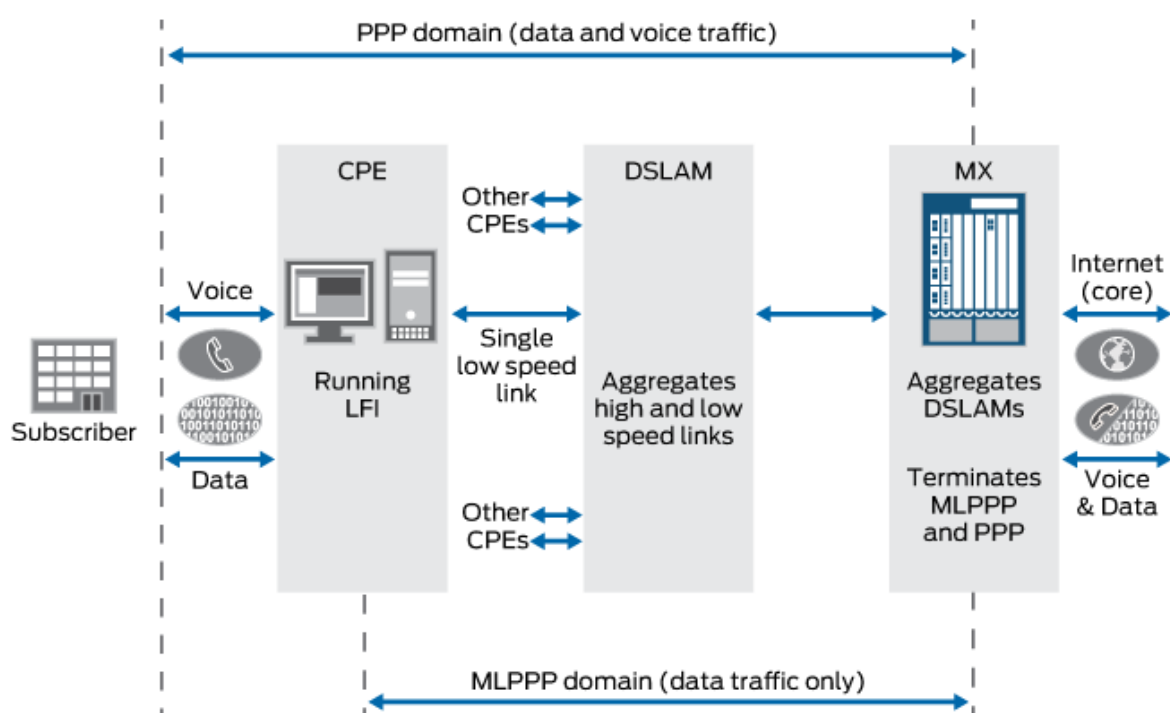 PPP domain (data and voice traffic)
CPE
DSLAM
MX
Other
CPEs
Voice
Internet
(core)
Single
low speed
link
Running
LFI
Aggregates
high and low
speed links
Aggregates
DSLAMs
Subscriber
Data
Terminates
MLPPP
and PPP
Voice
& Data
Other
CPEs
MLPPP domain (data traffic only)